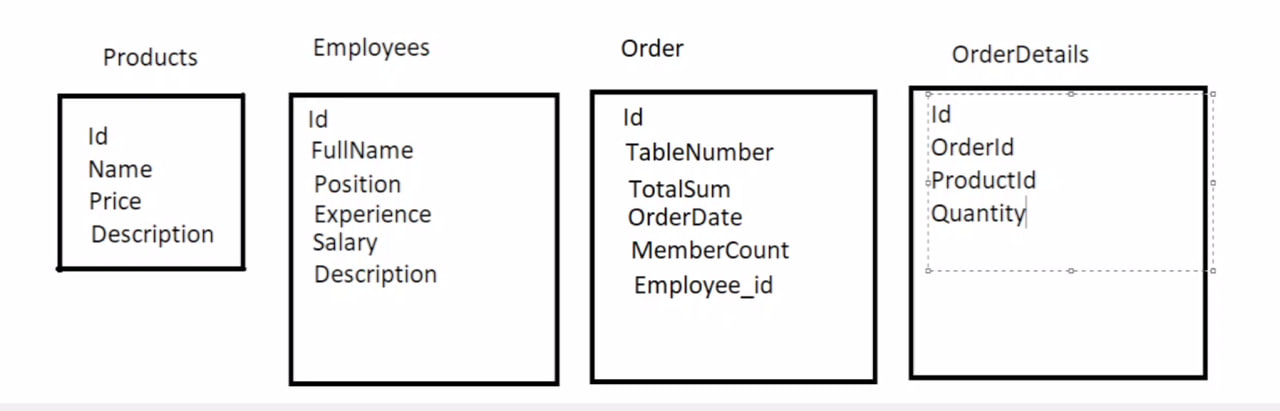 Products
Id
Name
Price
Description
Employees
Id
FullName
Position
Experience
Salary
Description
Order
Id
TableNumber
TotalSum
OrderDate
MemberCount
Employee_id
OrderDetails
Id
OrderId
ProductId
Quantity